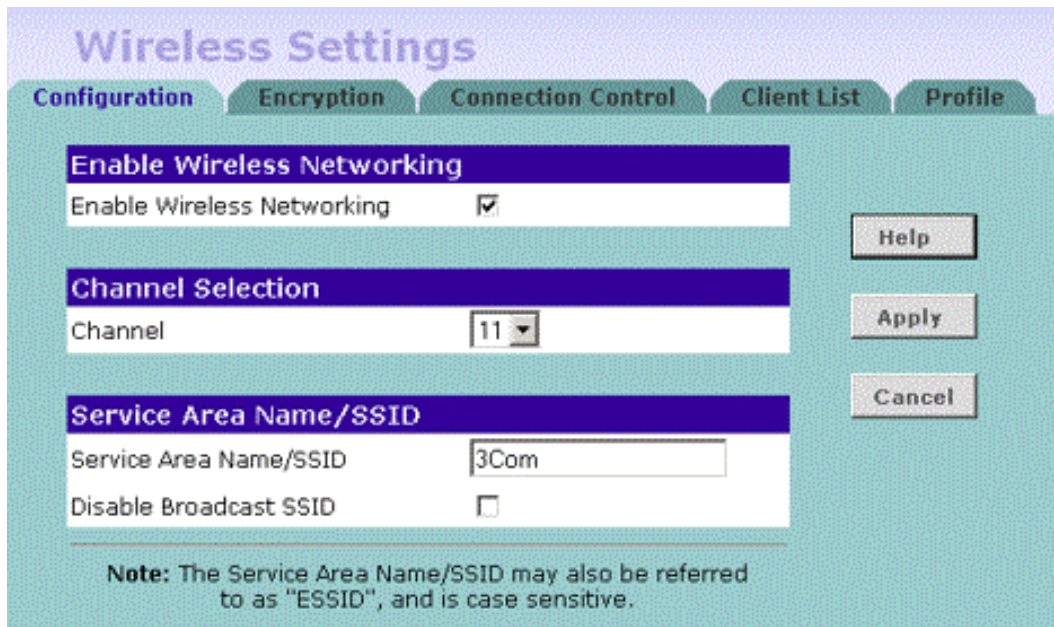 Wireless Settings
Configuration Encryption Connection Control Client List Profile
Enable Wireless Networking
Enable Wireless Networking
Help
Channel Selection
Channel 11
Apply
Cancel
Service Area Name/SSID
Service Area Name/SSID 3Com
Disable Broadcast SSID
Note: The Service Area Name/SSID may also be referred
to as "ESSID", and is case sensitive.